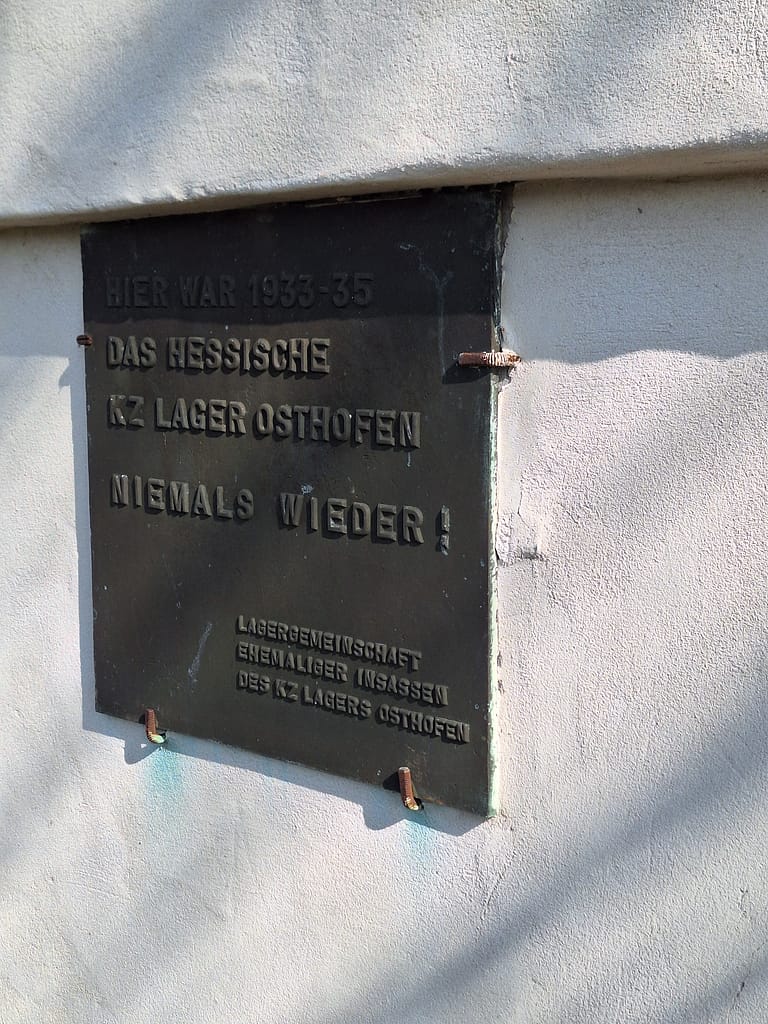 HIER WAR 1933-35
DAS HESSISCHE
KZ LAGER OSTHOFEN
NIEMALS WIEDER!
LAGERGEMEINSCHAFT
EHEMALIGER INSASSEN
DES KZ LAGERS OSTHOFEN